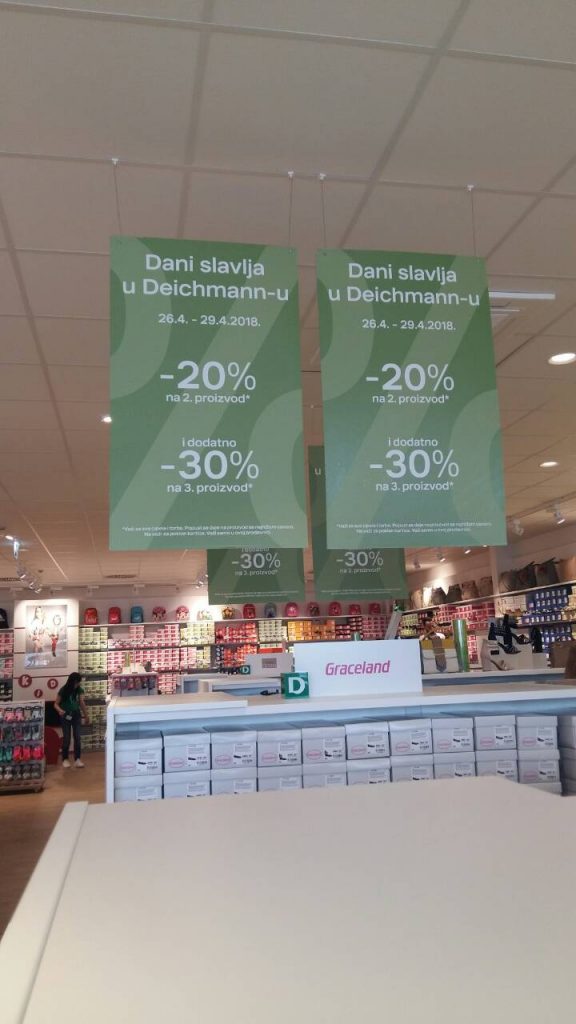 Dani slavlja
u Deichmann-u
26.4. - 29.4.2018.
-20%
na 2. proizvod*
i dodatno
-30%
na 3. proizvod*
Dani slavlja
u Deichmann-u
26.4. - 29.4.2018.
-20%
na 2. proizvod*
i dodatno
-30%
na 3. proizvod*
u
i dodatno
-30%
na 3. proizvod*
-30%
na 3. proizvod*
Graceland
D
K I D